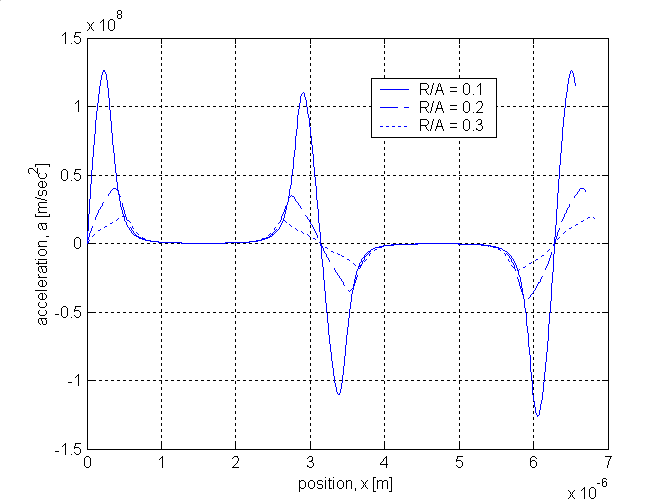 x 10^8
1.5
1
0.5
0
-0.5
-1
-1.5
acceleration, a [m/sec^2]
R/A = 0.1
R/A = 0.2
R/A = 0.3
0 1 2 3 4 5 6 7
position, x [m]
x 10^-6